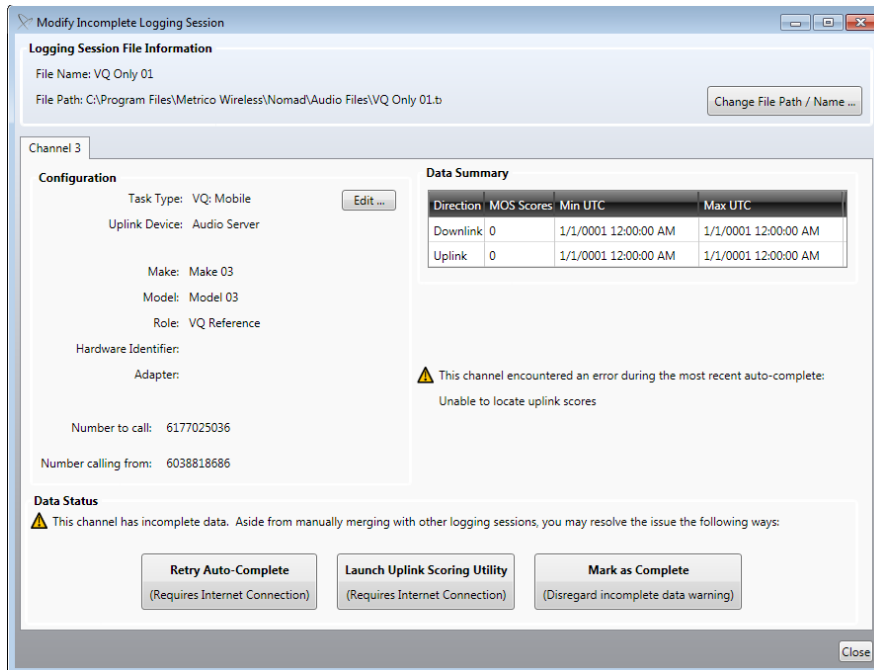 Modify Incomplete Logging Session
Logging Session File Information
File Name: VQ Only 01
File Path: C:\Program Files\Metrico Wireless\Nomad\Audio Files\VQ Only 01.tb
Change File Path / Name ...
Channel 3
Configuration
Task Type: VQ: Mobile
Edit ...
Uplink Device: Audio Server
Make: Make 03
Model: Model 03
Role: VQ Reference
Hardware Identifier:
Adapter:
Number to call: 6177025036
Number calling from: 6038818686
Data Summary
Direction MOS Scores Min UTC Max UTC
Downlink 0 1/1/0001 12:00:00 AM 1/1/0001 12:00:00 AM
Uplink 0 1/1/0001 12:00:00 AM 1/1/0001 12:00:00 AM
This channel encountered an error during the most recent auto-complete:
Unable to locate uplink scores
Data Status
This channel has incomplete data. Aside from manually merging with other logging sessions, you may resolve the issue the following ways:
Retry Auto-Complete
(Requires Internet Connection)
Launch Uplink Scoring Utility
(Requires Internet Connection)
Mark as Complete
(Disregard incomplete data warning)
Close